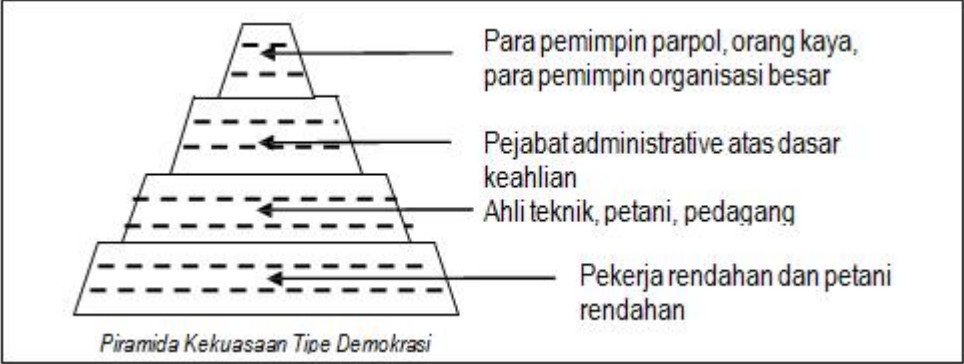 Para pemimpin parpol, orang kaya,
para pemimpin organisasi besar
Pejabat administrative atas dasar
keahlian
Ahli teknik, petani, pedagang
Pekerja rendahan dan petani
rendahan
Piramida Kekuasaan Tipe Demokrasi